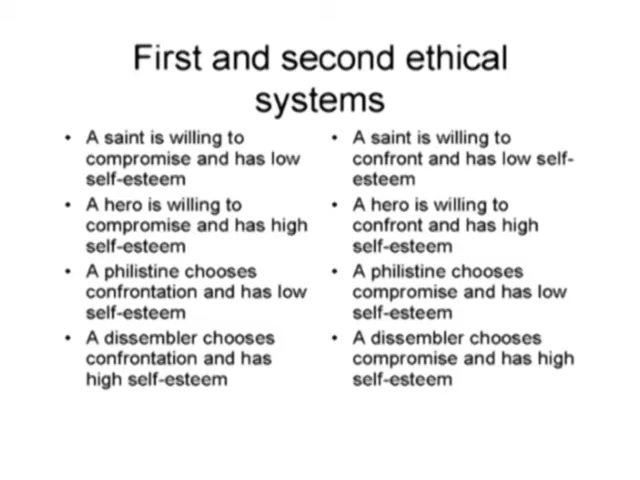 First and second ethical
systems
• A saint is willing to
compromise and has low
self-esteem
• A hero is willing to
compromise and has high
self-esteem
• A philistine chooses
confrontation and has low
self-esteem
• A dissembler chooses
confrontation and has
high self-esteem
• A saint is willing to
confront and has low self-
esteem
• A hero is willing to
confront and has high
self-esteem
• A philistine chooses
compromise and has low
self-esteem
• A dissembler chooses
compromise and has high
self-esteem